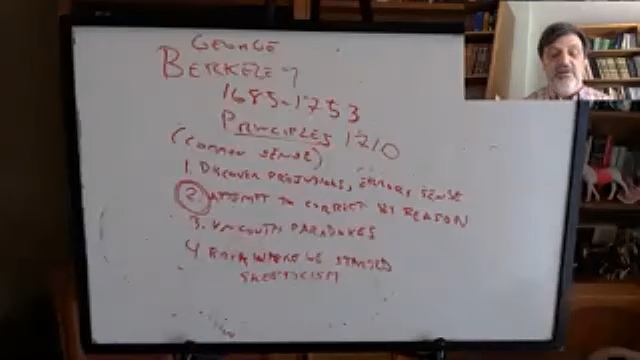 GEORGE
BERKELEY
1685-1753
PRINCIPLES 1710
(COMMON SENSE)
1. DISCOVER PREJUDICES, ERRORS SENSE
2. ATTEMPT TO CORRECT BY REASON
3. UNCOUTH PARADOXES
4 BACK WHERE WE STARTED
SKEPTICISM